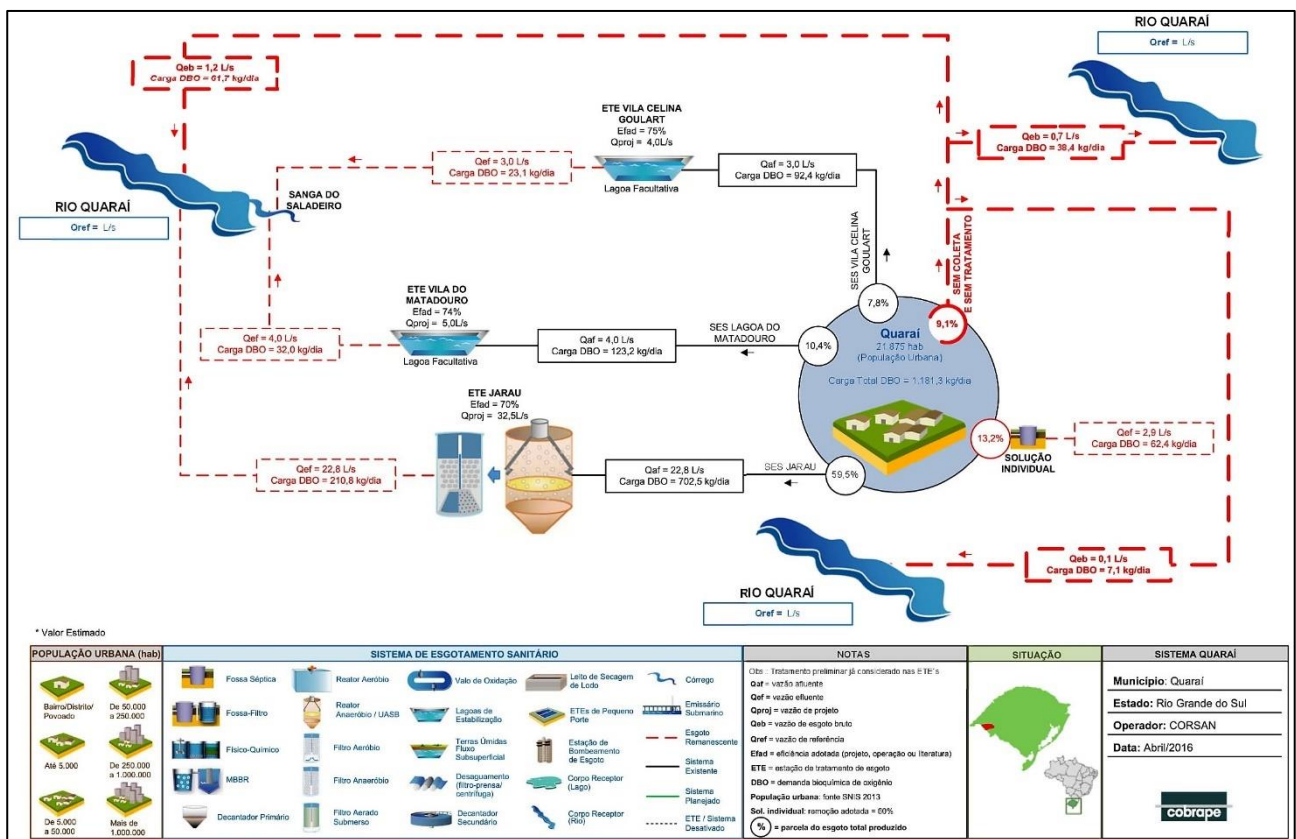 RIO QUARAÍ
Qref = L/s
Qeb = 1,2 L/s
Carga DBO = 61,7 kg/dia
ETE VILA CELINA
GOULART
Efad = 75%
Qproj = 4,0L/s
Lagoa Facultativa
Qef = 3,0 L/s
Carga DBO = 23,1 kg/dia
Qaf = 3,0 L/s
Carga DBO = 92,4 kg/dia
Qeb = 0,7 L/s
Carga DBO = 38,4 kg/dia
SANGA DO
SALADEIRO
RIO QUARAÍ
Qref = L/s
SES VILA CELINA
GOULART
SEM COLETA
E SEM TRATAMENTO
ETE VILA DO
MATADOURO
Efad = 74%
Qproj = 5,0L/s
Lagoa Facultativa
Qef = 4,0 L/s
Carga DBO = 32,0 kg/dia
Qaf = 4,0 L/s
Carga DBO = 123,2 kg/dia
SES LAGOA DO
MATADOURO
7,8%
9,1%
10,4%
Quaraí
21.875 hab
(População Urbana)
Carga Total DBO = 1.181,3 kg/dia
13,2%
59,5%
SOLUÇÃO
INDIVIDUAL
Qef = 2,9 L/s
Carga DBO = 62,4 kg/dia
ETE JARAU
Efad = 70%
Qproj = 32,5L/s
Qef = 22,8 L/s
Carga DBO = 210,8 kg/dia
Qaf = 22,8 L/s
Carga DBO = 702,5 kg/dia
SES JARAU
RIO QUARAÍ
Qref = L/s
Qeb = 0,1 L/s
Carga DBO = 7,1 kg/dia
* Valor Estimado
POPULAÇÃO URBANA (hab)
Bairro/Distrito/
Povoado
De 50.000
a 250.000
Até 5.000
De 250.000
a 1.000.000
De 5.000
a 50.000
Mais de
1.000.000
SISTEMA DE ESGOTAMENTO SANITÁRIO
Fossa Séptica
Fossa-Filtro
Físico-Químico
MBBR
Decantador Primário
Reator Aeróbio
Reator
Anaeróbio / UASB
Filtro Aeróbio
Filtro Anaeróbio
Filtro Aerado
Submerso
Valo de Oxidação
Lagoas de
Estabilização
Terras Úmidas
Fluxo
Subsuperficial
Desaguamento
(filtro-prensa/
centrífuga)
Decantador
Secundário
Leito de Secagem
de Lodo
ETEs de Pequeno
Porte
Estação de
Bombeamento
de Esgoto
Corpo Receptor
(Lago)
Corpo Receptor
(Rio)
Córrego
Emissário
Submarino
Esgoto
Remanescente
Sistema
Existente
Sistema
Planejado
ETE / Sistema
Desativado
NOTAS
Obs : Tratamento preliminar já considerado nas ETE´s
Qaf = vazão afluente
Qef = vazão efluente
Qproj = vazão de projeto
Qeb = vazão de esgoto bruto
Qref = vazão de referência
Efad = eficiência adotada (projeto, operação ou literatura)
ETE = estação de tratamento de esgoto
DBO = demanda bioquímica de oxigênio
População urbana: fonte SNIS 2013
Sol. individual: remoção adotada = 60%
% = parcela do esgoto total produzido
SITUAÇÃO
SISTEMA QUARAÍ
Município: Quaraí
Estado: Rio Grande do Sul
Operador: CORSAN
Data: Abril/2016
cobrape